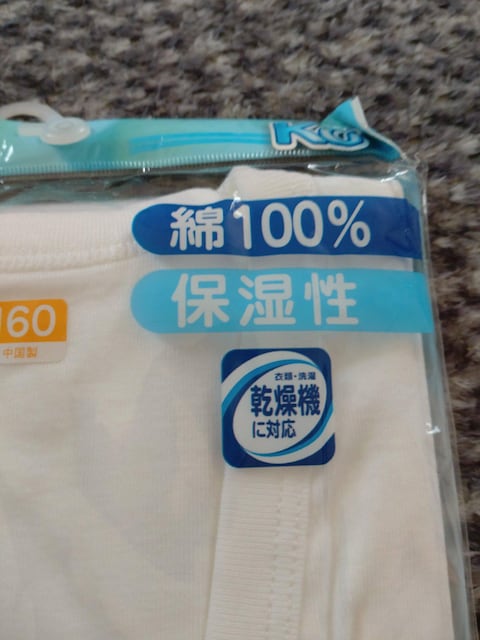 綿100%
保湿性
160
中国製
衣類・洗濯
乾燥機
に対応